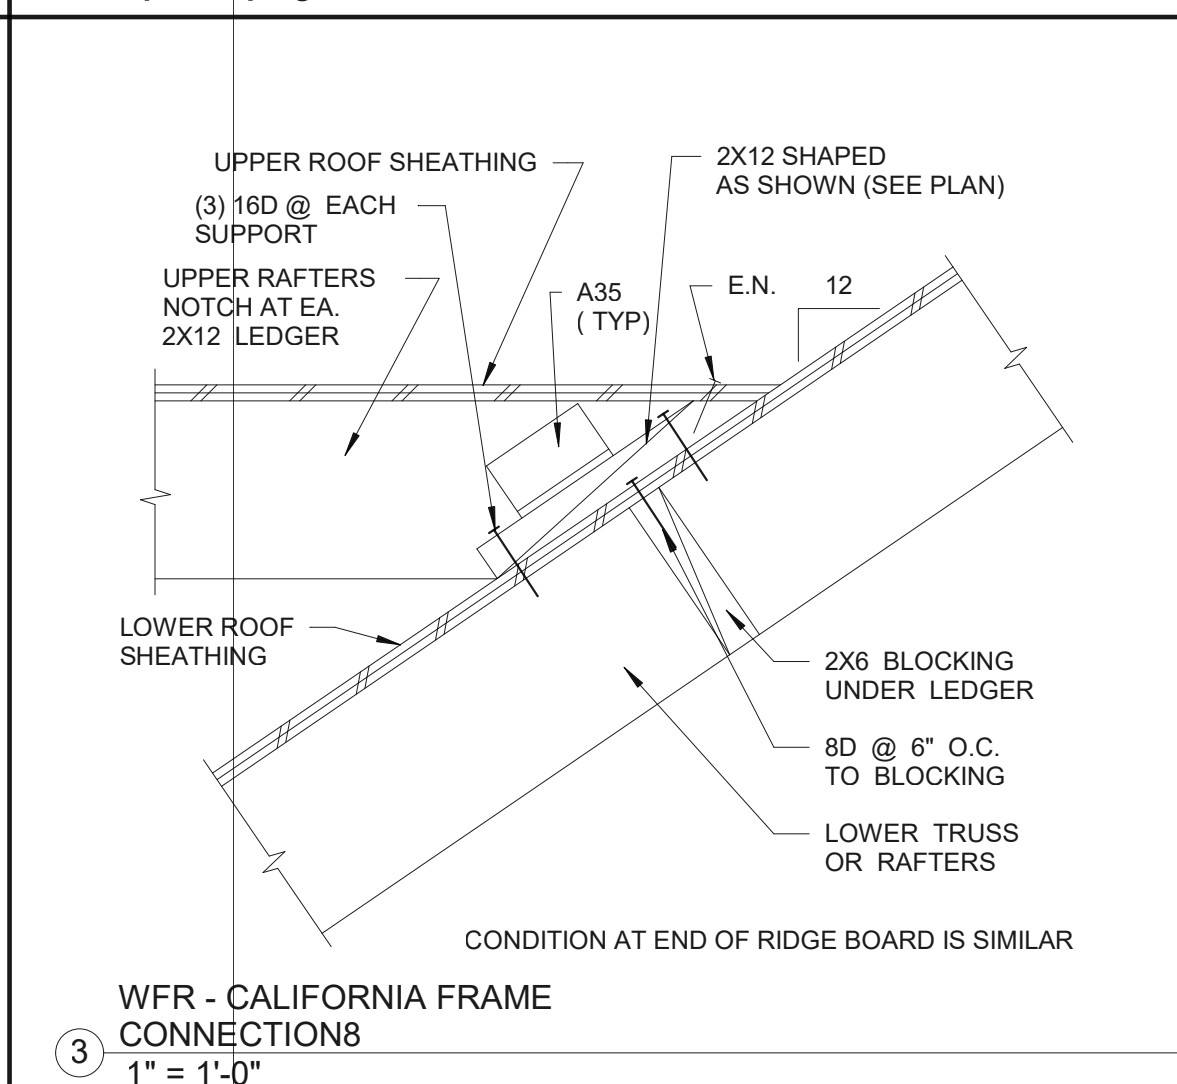 UPPER ROOF SHEATHING
(3) 16D @ EACH
SUPPORT
UPPER RAFTERS
NOTCH AT EA.
2X12 LEDGER
A35
( TYP)
2X12 SHAPED
AS SHOWN (SEE PLAN)
E.N.
12
LOWER ROOF
SHEATHING
2X6 BLOCKING
UNDER LEDGER
8D @ 6" O.C.
TO BLOCKING
LOWER TRUSS
OR RAFTERS
CONDITION AT END OF RIDGE BOARD IS SIMILAR
WFR - CALIFORNIA FRAME
CONNECTION8
3
1" = 1'-0"